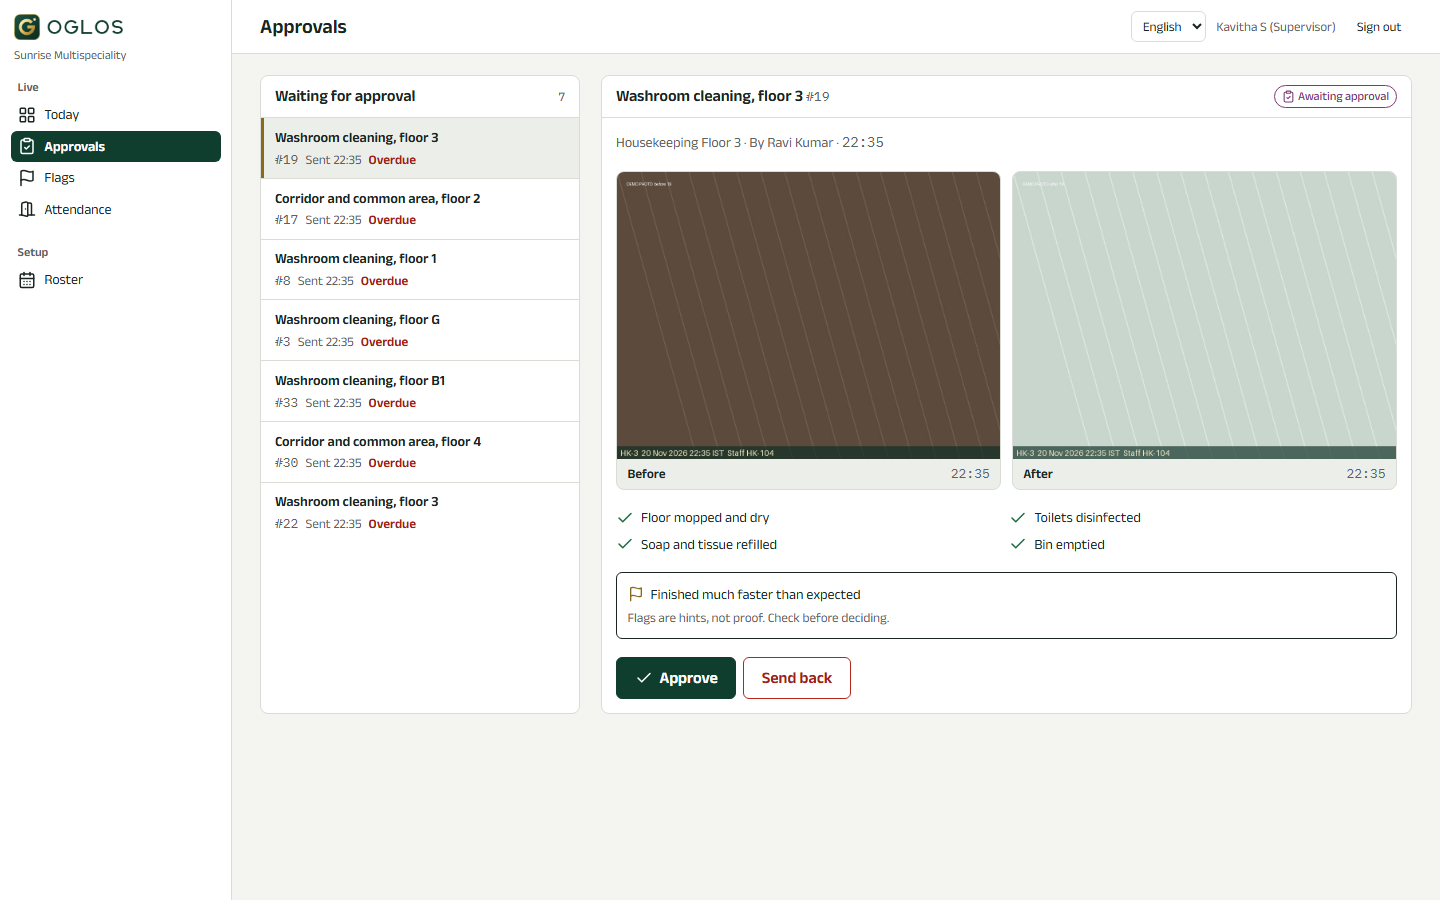 OGLOS
Sunrise Multispeciality
Live
Today
Approvals
Flags
Attendance
Setup
Roster
Approvals
English
Kavitha S (Supervisor)
Sign out
Waiting for approval 7
Washroom cleaning, floor 3
#19 Sent 22:35 Overdue
Corridor and common area, floor 2
#17 Sent 22:35 Overdue
Washroom cleaning, floor 1
#8 Sent 22:35 Overdue
Washroom cleaning, floor G
#3 Sent 22:35 Overdue
Washroom cleaning, floor B1
#33 Sent 22:35 Overdue
Corridor and common area, floor 4
#30 Sent 22:35 Overdue
Washroom cleaning, floor 3
#22 Sent 22:35 Overdue
Washroom cleaning, floor 3 #19
Awaiting approval
Housekeeping Floor 3 · By Ravi Kumar · 22:35
DEMO PHOTO before 19
HK-3 20 Nov 2026 22:35 IST Staff HK-104
Before 22:35
DEMO PHOTO after 19
HK-3 20 Nov 2026 22:35 IST Staff HK-104
After 22:35
Floor mopped and dry
Toilets disinfected
Soap and tissue refilled
Bin emptied
Finished much faster than expected
Flags are hints, not proof. Check before deciding.
Approve
Send back